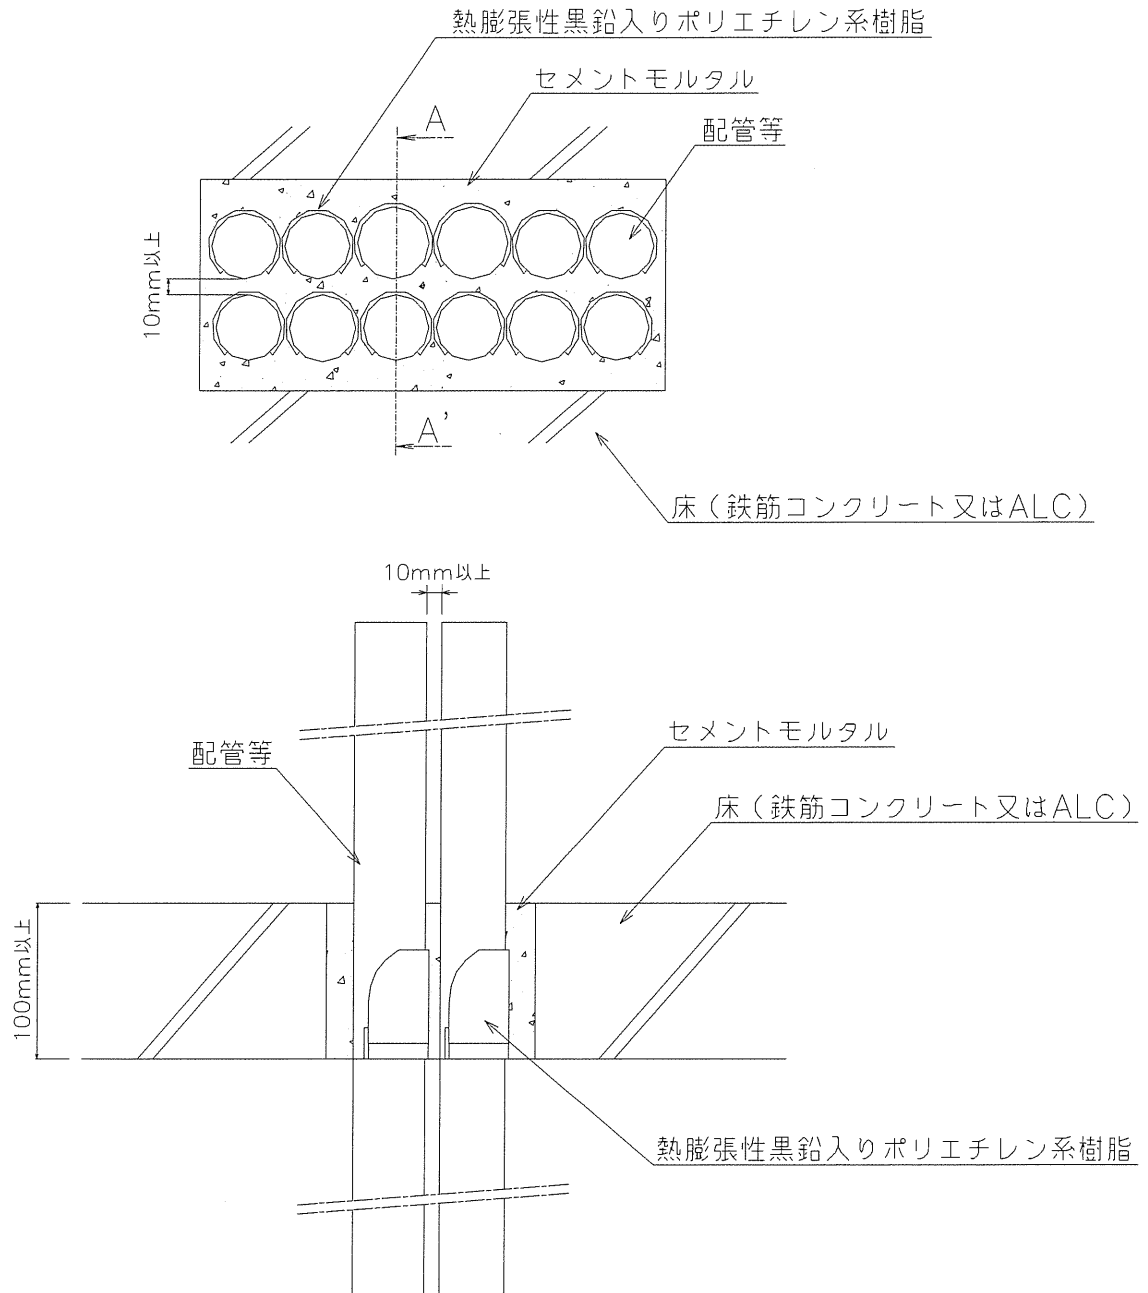 熱膨張性黒鉛入りポリエチレン系樹脂
セメントモルタル
A
配管等
10mm以上
A'
床（鉄筋コンクリート又はALC）
10mm以上
セメントモルタル
配管等
床（鉄筋コンクリート又はALC）
100mm以上
熱膨張性黒鉛入りポリエチレン系樹脂